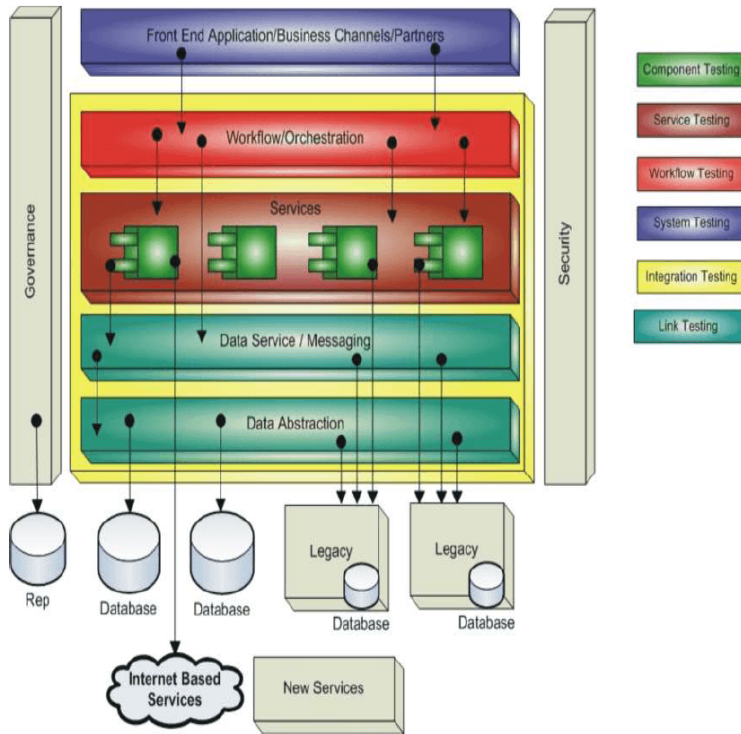 Front End Application/Business Channels/Partners
Workflow/Orchestration
Services
Data Service / Messaging
Data Abstraction
Governance
Security
Component Testing
Service Testing
Workflow Testing
System Testing
Integration Testing
Link Testing
Rep
Database
Database
Legacy
Database
Legacy
Database
Internet Based
Services
New Services